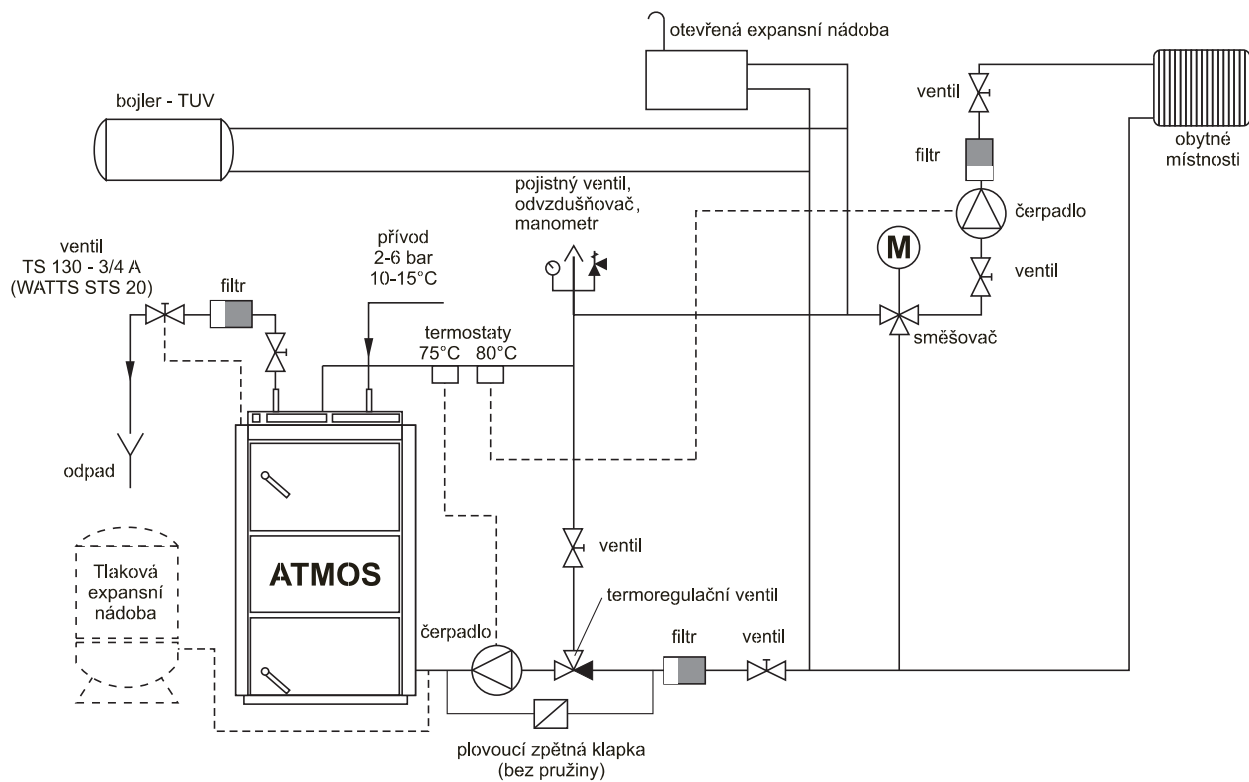 otevřená expansní nádoba
bojler - TUV
ventil
filtr
obytné
místnosti
pojistný ventil,
odvzdušňovač,
manometr
čerpadlo
M
ventil
TS 130 - 3/4 A
(WATTS STS 20)
přívod
2-6 bar
10-15°C
filtr
ventil
termostaty
75°C
80°C
směšovač
odpad
ventil
Tlaková
expansní
nádoba
ATMOS
termoregulační ventil
čerpadlo
filtr
ventil
plovoucí zpětná klapka
(bez pružiny)